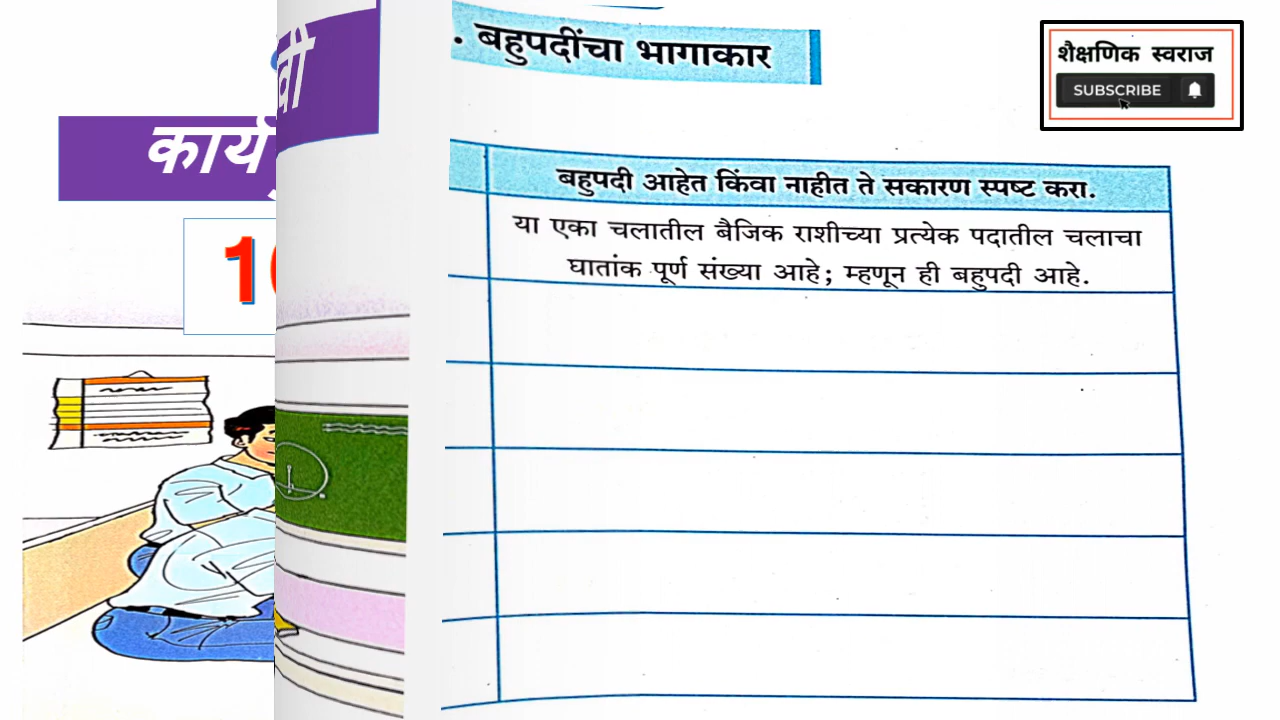 वी
कार्य
1
. बहुपदींचा भागाकार
शैक्षणिक स्वराज
SUBSCRIBE
बहुपदी आहेत किंवा नाहीत ते सकारण स्पष्ट करा.
या एका चलातील बैजिक राशीच्या प्रत्येक पदातील चलाचा
घातांक पूर्ण संख्या आहे; म्हणून ही बहुपदी आहे.